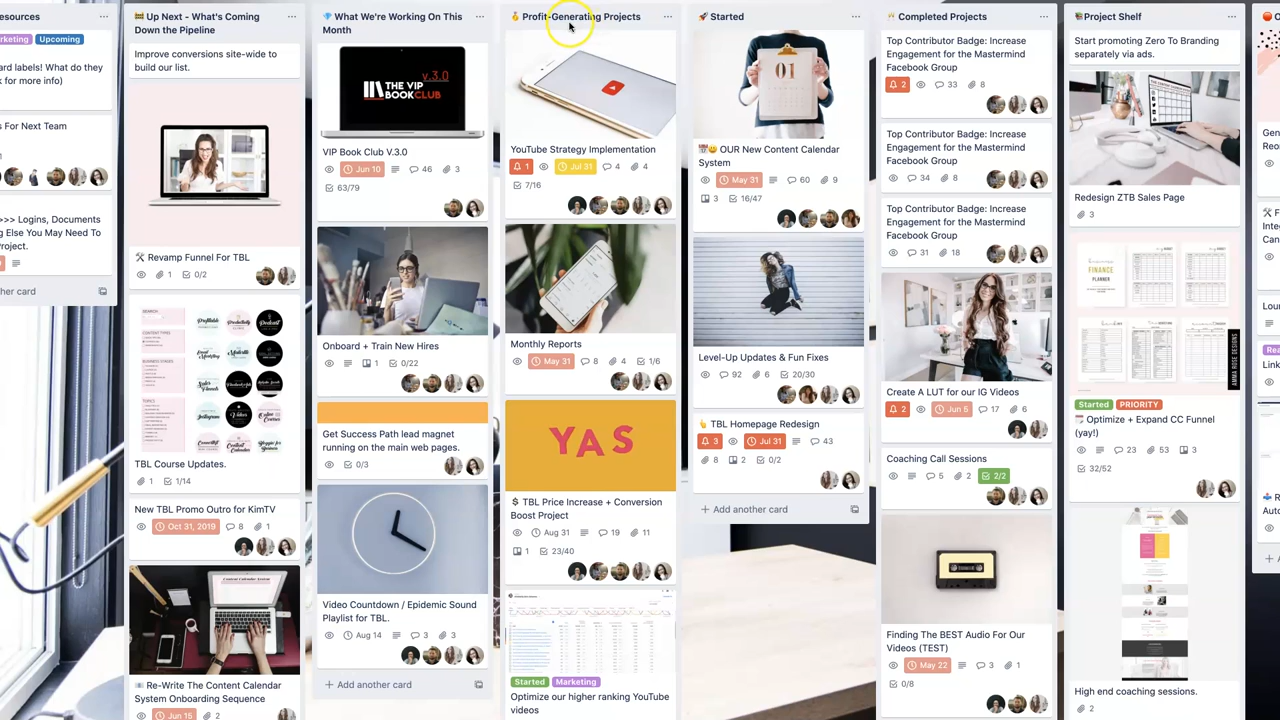 esources
rketing
Upcoming
ard labels! What do they
k for more info)
s For Next Team
>>> Logins, Documents
g Else You May Need To
Project.
her card
Up Next - What's Coming
Down the Pipeline
Improve conversions site-wide to
build our list.
Revamp Funnel For TBL
1
0/2
TBL Course Updates.
1
1/14
New TBL Promo Outro for KimTV
Oct 31, 2019
8
1
Re-Write The Content Calendar
System Onboarding Sequence
Jun 15
2
What We're Working On This
Month
v.3.0
THE VIP
BOOKCLUB
VIP Book Club V.3.0
Jun 10
46
3
63/79
Onboard + Train New Hires
1
0/22
Get Success Path lead magnet
running on the main web pages.
0/3
Video Countdown / Epidemic Sound
Playlist for TBL.
Aug 14
3
3
+ Add another card
Profit-Generating Projects
YouTube Strategy Implementation
1
Jul 31
4
4
7/16
Monthly Reports
May 31
8
4
1/6
YAS
$ TBL Price Increase + Conversion
Boost Project
Aug 31
19
11
1
23/40
Started
Marketing
Optimize our higher ranking YouTube
videos
Started
01
OUR New Content Calendar
System
May 31
60
9
3
16/47
Level-Up Updates & Fun Fixes
92
6
20/30
TBL Homepage Redesign
3
Jul 31
43
8
2
0/2
+ Add another card
Completed Projects
Top Contributor Badge: Increase
Engagement for the Mastermind
Facebook Group
2
33
8
Top Contributor Badge: Increase
Engagement for the Mastermind
Facebook Group
34
8
Top Contributor Badge: Increase
Engagement for the Mastermind
Facebook Group
31
18
Create A LUT for our IG Videos
2
Jun 5
17
6
Coaching Call Sessions
5
2
2/2
Finding The BEST Audio For Our
Videos (TEST)
May 22
3
1
0/8
Project Shelf
Start promoting Zero To Branding
separately via ads.
Redesign ZTB Sales Page
3
FINANCE
PLANNER
AMMA ROSE DESIGNS
Started
PRIORITY
Optimize + Expand CC Funnel
(yay!)
23
53
3
32/52
High end coaching sessions.
2